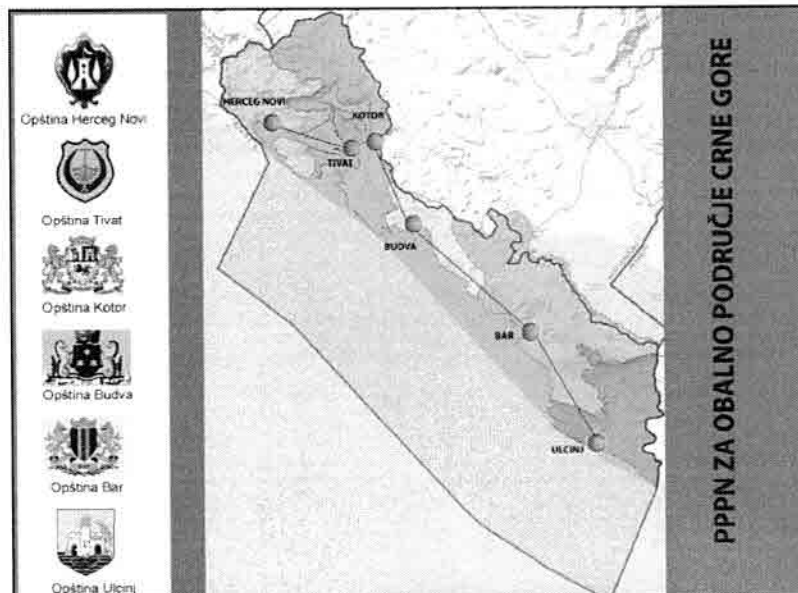 Opština Herceg Novi
Opština Tivat
Opština Kotor
Opština Budva
Opština Bar
Opština Ulcinj
HERCEG NOVI
KOTOR
TIVAT
BUDVA
BAR
ULCINJ
PPPN ZA OBALNO PODRUČJE CRNE GORE